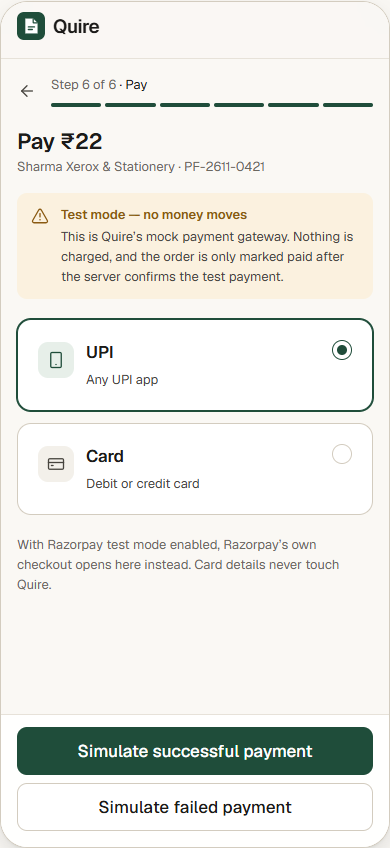 Quire
Step 6 of 6 · Pay
Pay ₹22
Sharma Xerox & Stationery · PF-2611-0421
Test mode — no money moves
This is Quire's mock payment gateway. Nothing is
charged, and the order is only marked paid after
the server confirms the test payment.
UPI
Any UPI app
Card
Debit or credit card
With Razorpay test mode enabled, Razorpay's own
checkout opens here instead. Card details never touch
Quire.
Simulate successful payment
Simulate failed payment